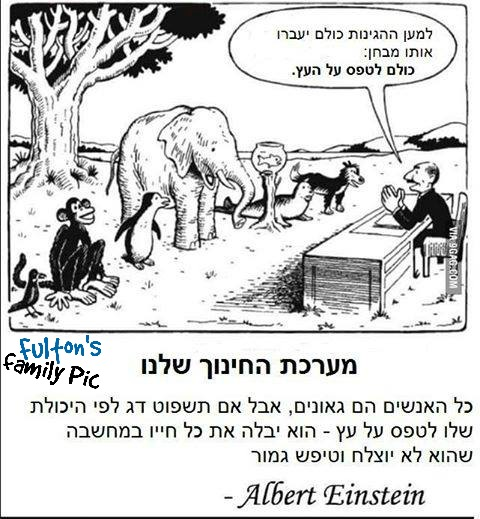 למען ההגינות כולם יעברו
אותו מבחן:
כולם לטפס על העץ.
VIA 9GAG.COM
Fulton's
family Pic
מערכת החינוך שלנו
כל האנשים הם גאונים, אבל אם תשפוט דג לפי היכולת
שלו לטפס על עץ - הוא יבלה את כל חייו במחשבה
שהוא לא יוצלח וטיפש גמור
- Albert Einstein